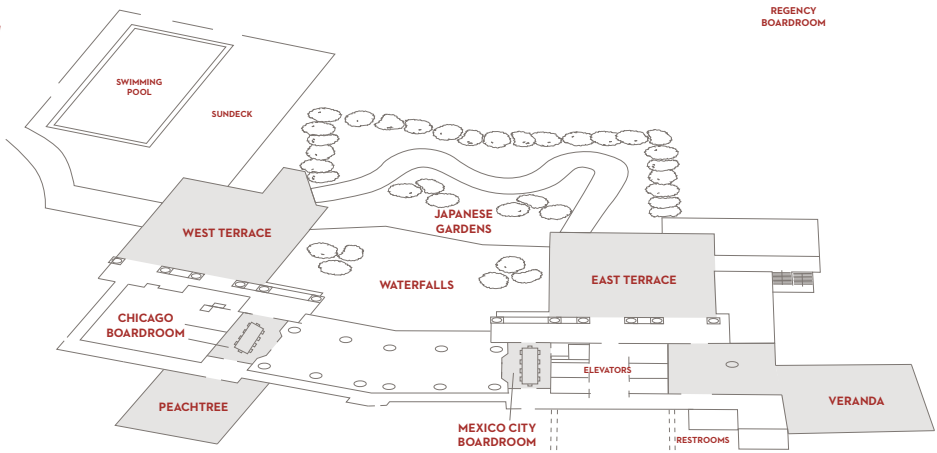 REGENCY
BOARDROOM
SWIMMING
POOL
SUNDECK
JAPANESE
GARDENS
WEST TERRACE
WATERFALLS
EAST TERRACE
CHICAGO
BOARDROOM
ELEVATORS
PEACHTREE
VERANDA
MEXICO CITY
BOARDROOM
RESTROOMS